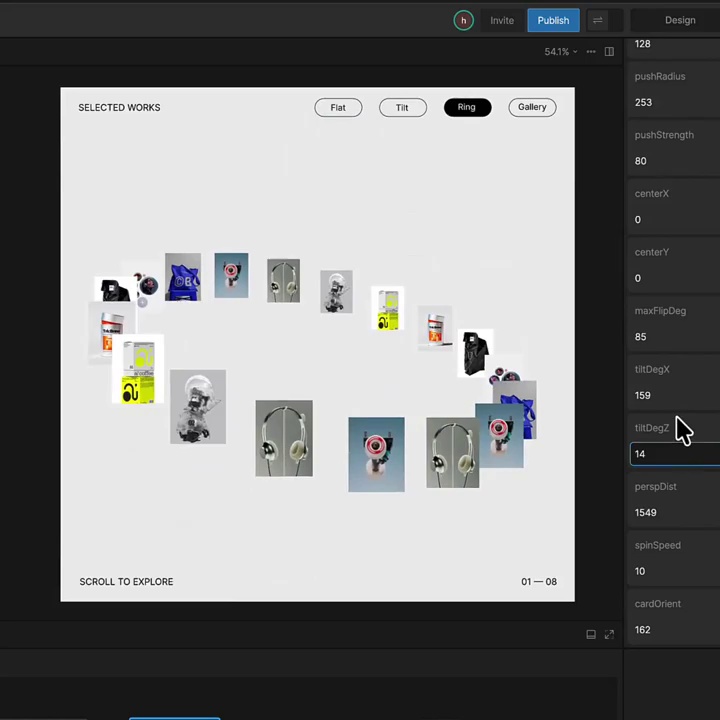 h
Invite
Publish
Design
54.1%
SELECTED WORKS
Flat
Tilt
Ring
Gallery
SCROLL TO EXPLORE
01 — 08
128
pushRadius
253
pushStrength
80
centerX
0
centerY
0
maxFlipDeg
85
tiltDegX
159
tiltDegZ
14
perspDist
1549
spinSpeed
10
cardOrient
162